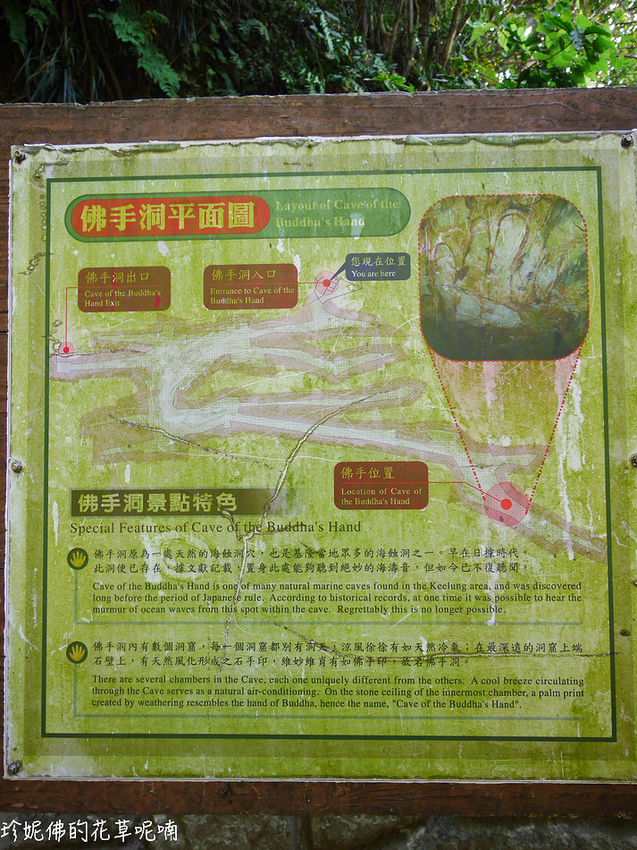 佛手洞平面圖
Layout of Cave of the
Buddha's Hand
佛手洞出口
Cave of the Buddha's
Hand Exit
佛手洞入口
Entrance to Cave of the
Buddha's Hand
您現在位置
You are here
佛手位置
Location of Cave of
the Buddha's Hand
佛手洞景點特色
Special Features of Cave of the Buddha's Hand
佛手洞原為一處天然的海蝕洞穴，也是基隆當地眾多的海蝕洞之一。早在日據時代，
此洞便已存在，據文獻記載，置身此處能夠聽到絕妙的海濤音，但如今已不復聽聞。
Cave of the Buddha's Hand is one of many natural marine caves found in the Keelung area, and was discovered
long before the period of Japanese rule. According to historical records, at one time it was possible to hear the
murmur of ocean waves from this spot within the cave. Regrettably this is no longer possible.
佛手洞內有數個洞窟，每一個洞窟都別有洞天，涼風徐徐有如天然冷氣；在最深遠的洞窟上端
石壁上，有天然風化形成之石手印，維妙維肖有如佛手印，故名佛手洞。
There are several chambers in the Cave, each one uniquely different from the others. A cool breeze circulating
through the Cave serves as a natural air-conditioning. On the stone ceiling of the innermost chamber, a palm print
created by weathering resembles the hand of Buddha, hence the name, "Cave of the Buddha's Hand".
珍妮佛的花草呢喃